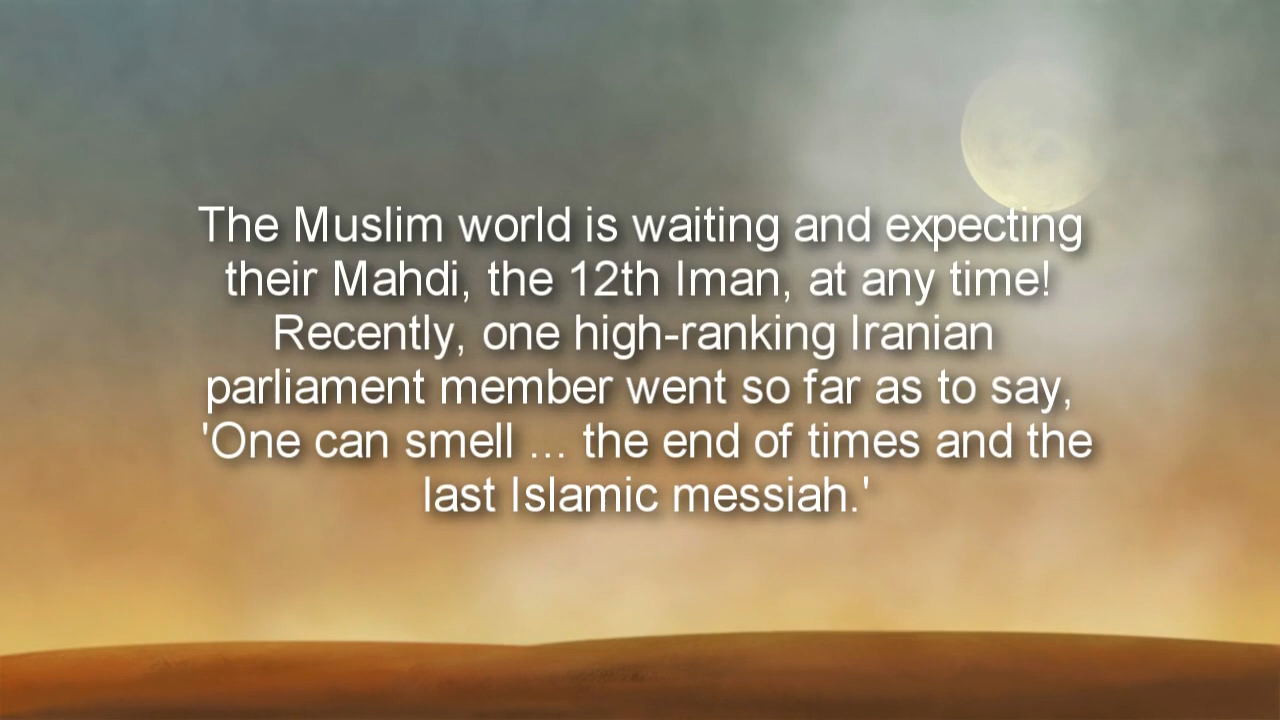 The Muslim world is waiting and expecting
their Mahdi, the 12th Iman, at any time!
Recently, one high-ranking Iranian
parliament member went so far as to say,
'One can smell ... the end of times and the
last Islamic messiah.'